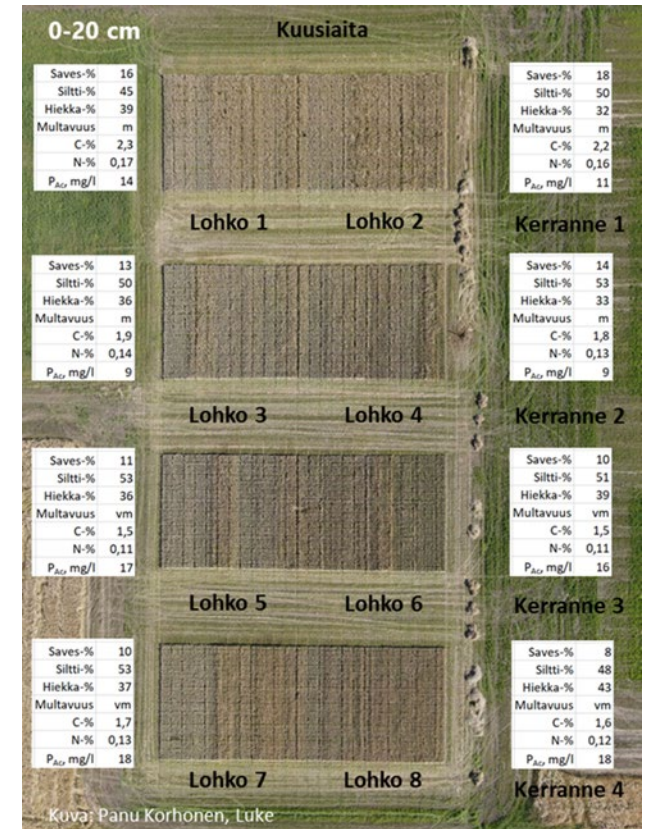 0-20 cm
Kuusiaita
Saves-% 16
Siltti-% 45
Hiekka-% 39
Multavuus m
C-% 2,3
N-% 0,17
PAc, mg/l 14
Saves-% 18
Siltti-% 50
Hiekka-% 32
Multavuus m
C-% 2,2
N-% 0,16
PAc, mg/l 11
Lohko 1 Lohko 2 Kerranne 1
Saves-% 13
Siltti-% 50
Hiekka-% 36
Multavuus m
C-% 1,9
N-% 0,14
PAc, mg/l 9
Saves-% 14
Siltti-% 53
Hiekka-% 33
Multavuus m
C-% 1,8
N-% 0,13
PAc, mg/l 9
Lohko 3 Lohko 4 Kerranne 2
Saves-% 11
Siltti-% 53
Hiekka-% 36
Multavuus vm
C-% 1,5
N-% 0,11
PAc, mg/l 17
Saves-% 10
Siltti-% 51
Hiekka-% 39
Multavuus vm
C-% 1,5
N-% 0,11
PAc, mg/l 16
Lohko 5 Lohko 6 Kerranne 3
Saves-% 10
Siltti-% 53
Hiekka-% 37
Multavuus vm
C-% 1,7
N-% 0,13
PAc, mg/l 18
Saves-% 8
Siltti-% 48
Hiekka-% 43
Multavuus vm
C-% 1,6
N-% 0,12
PAc, mg/l 18
Lohko 7 Lohko 8 Kerranne 4
Kuva: Panu Korhonen, Luke